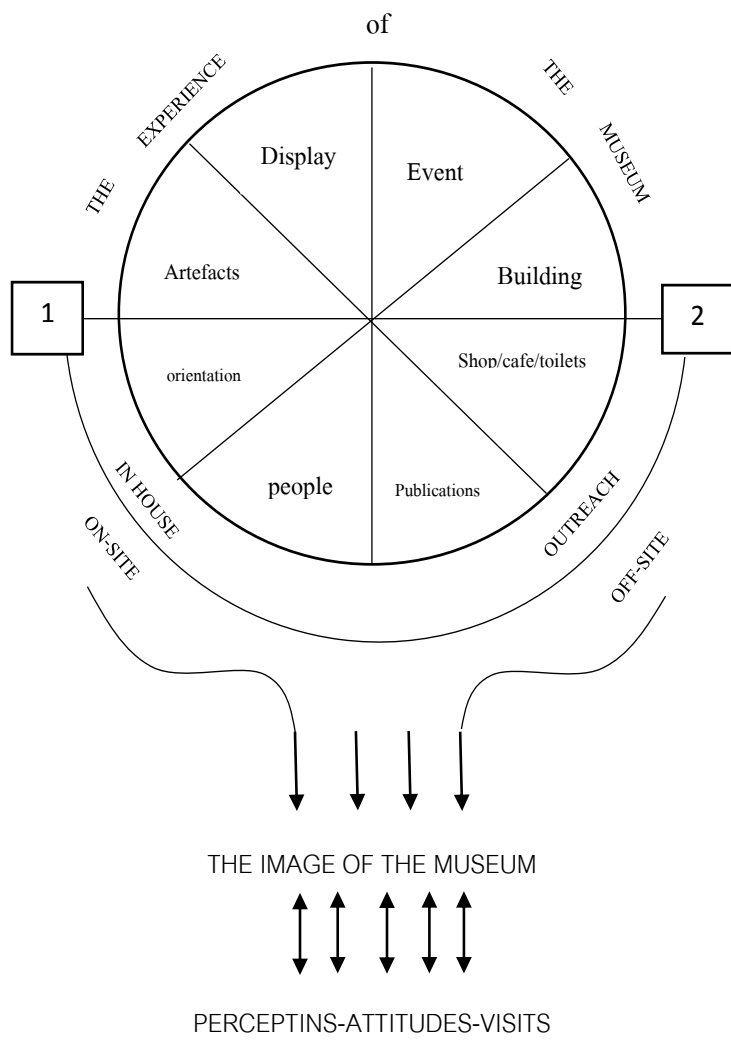 of
THE EXPERIENCE
THE MUSEUM
Display
Event
Artefacts
Building
1
2
orientation
Shop/cafe/toilets
people
Publications
IN HOUSE
OUTREACH
ON-SITE
OFF-SITE
THE IMAGE OF THE MUSEUM
PERCEPTINS-ATTITUDES-VISITS